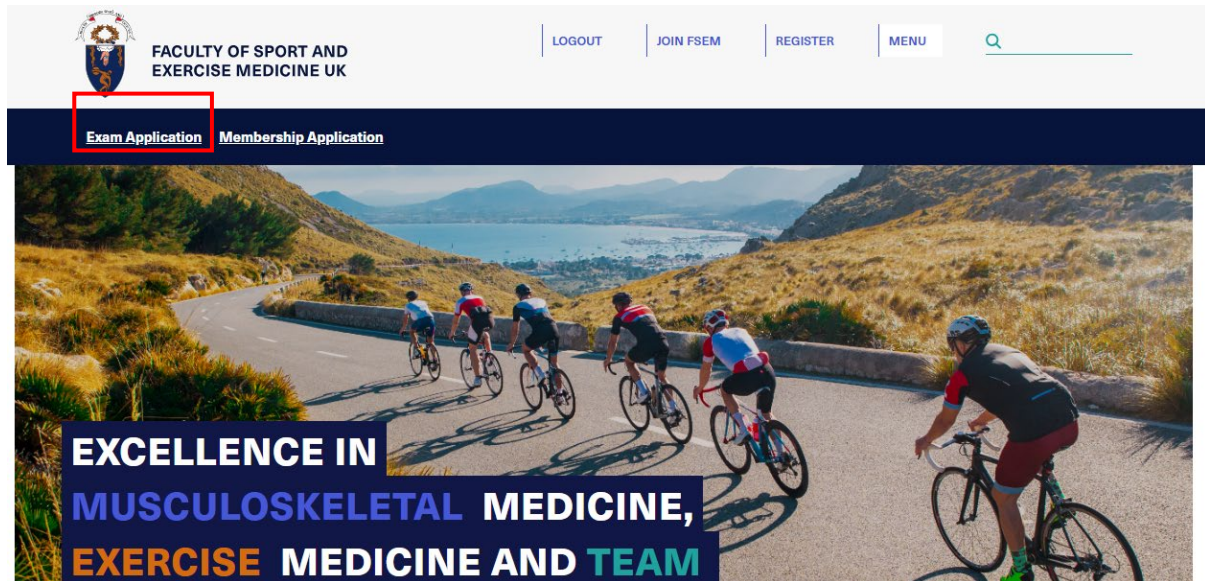 FACULTY OF SPORT AND
EXERCISE MEDICINE UK
LOGOUT
JOIN FSEM
REGISTER
MENU
Exam Application
Membership Application
EXCELLENCE IN
MUSCULOSKELETAL MEDICINE,
EXERCISE MEDICINE AND TEAM